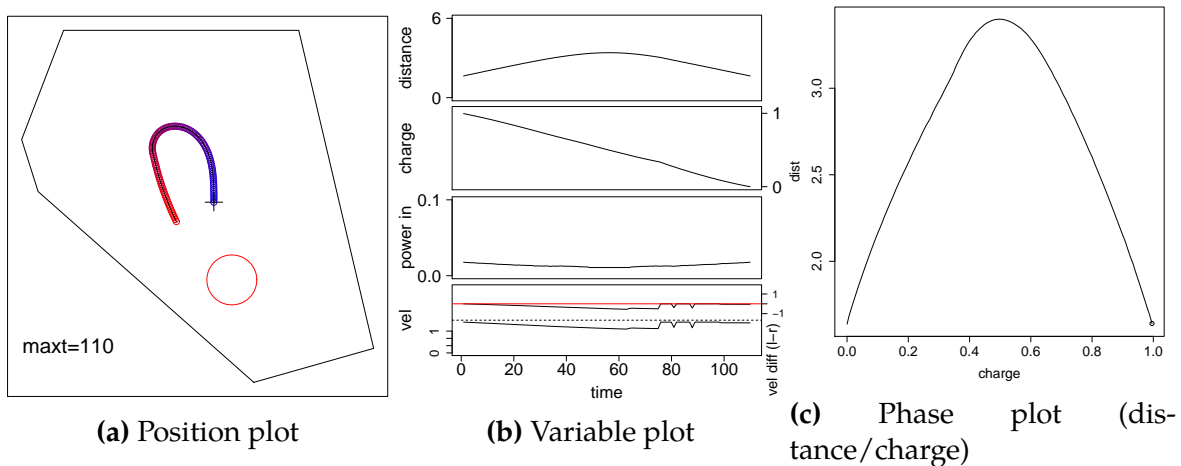 maxt=110
(a) Position plot
distance
0
6
charge
0
1
power in
0.0
0.1
vel
0
1
vel diff (l−r)
−1
1
0
20
40
60
80
100
time
(b) Variable plot
dist
2.0
2.5
3.0
0.0
0.2
0.4
0.6
0.8
1.0
charge
(c) Phase plot (dis-
tance/charge)